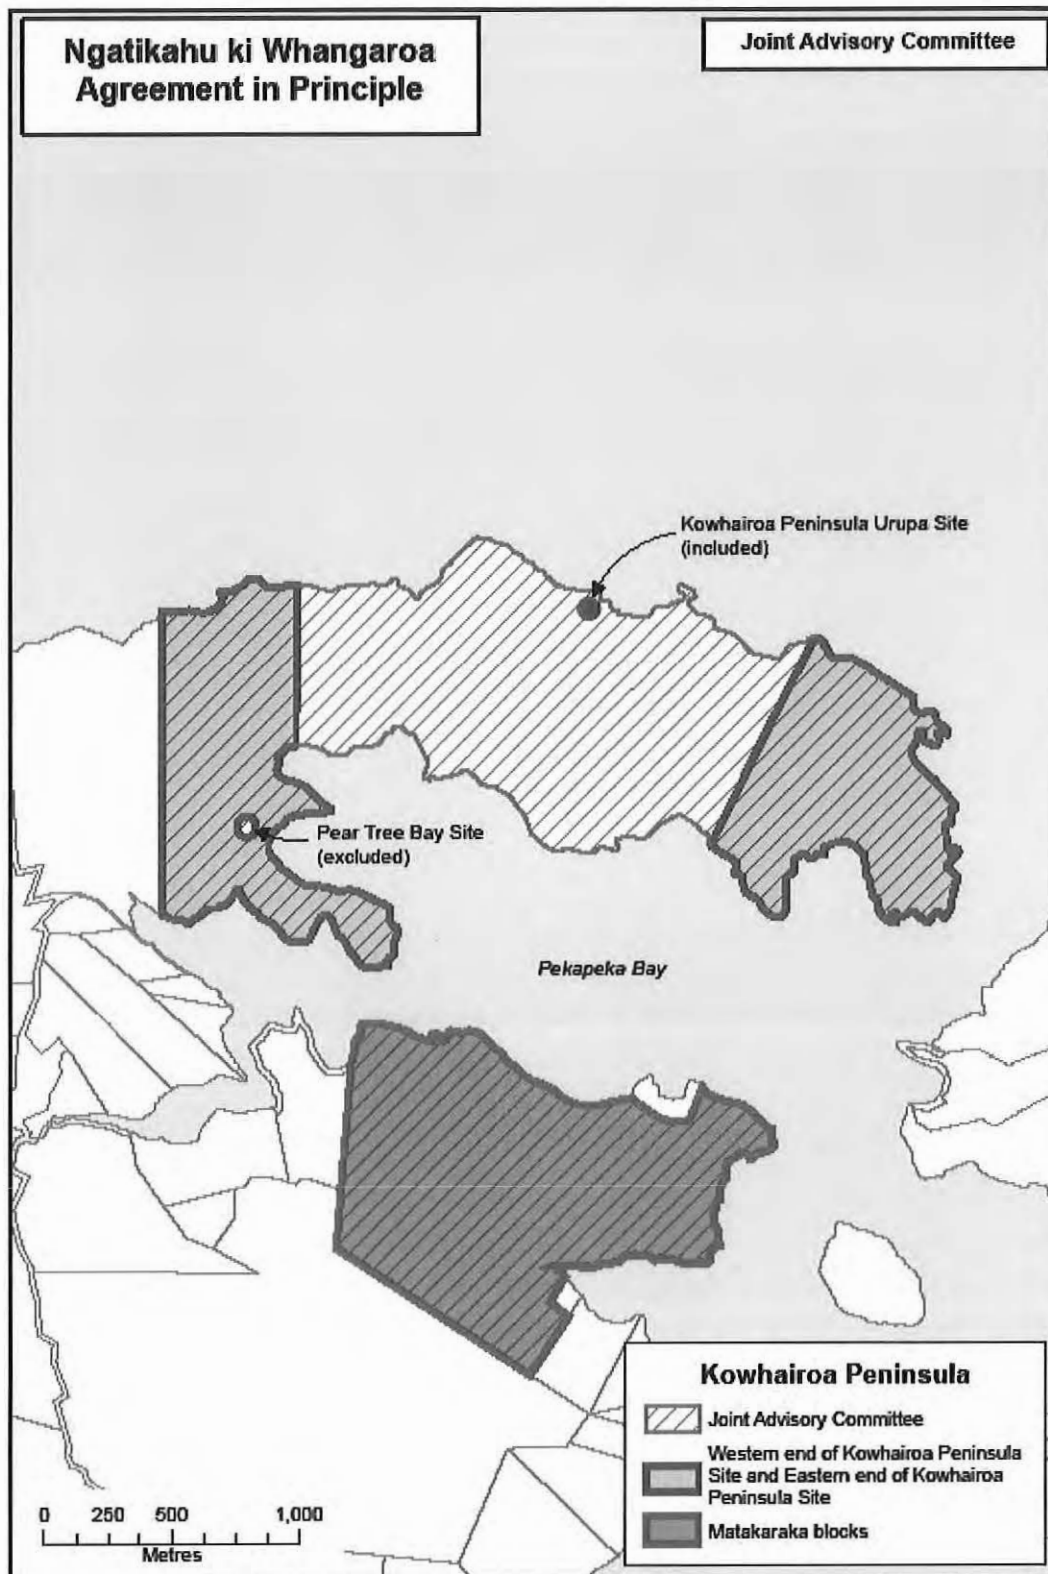 Ngatikahu ki Whangaroa
Agreement in Principle
Joint Advisory Committee
Kowhairoa Peninsula Urupa Site
(included)
Pear Tree Bay Site
(excluded)
Pekapeka Bay
Kowhairoa Peninsula
Joint Advisory Committee
Western end of Kowhairoa Peninsula
Site and Eastern end of Kowhairoa
Peninsula Site
Matakaraka blocks
0 250 500 1,000
Metres